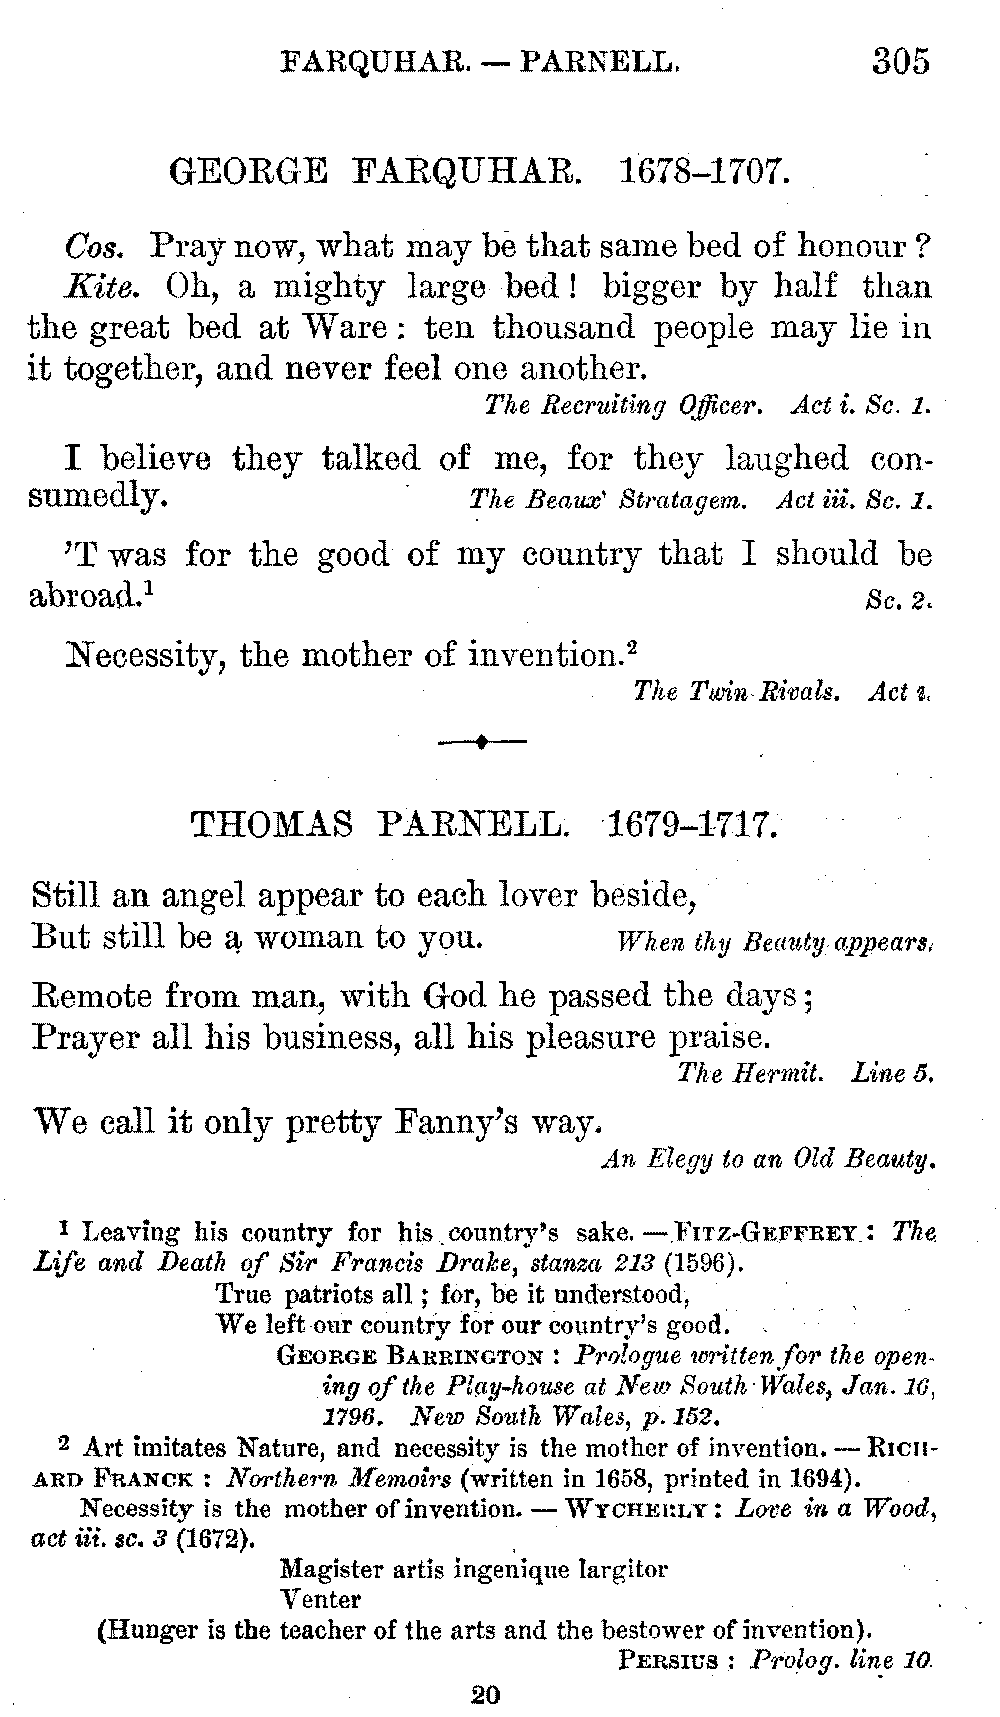 FARQUHAR. — PARNELL. 305
GEORGE FARQUHAR. 1678–1707.
Cos. Pray now, what may be that same bed of honour?
Kite. Oh, a mighty large bed! bigger by half than
the great bed at Ware: ten thousand people may lie in
it together, and never feel one another.
The Recruiting Officer. Act i. Sc. 1.
I believe they talked of me, for they laughed con-
sumedly. The Beaux' Stratagem. Act iii. Sc. 1.
'T was for the good of my country that I should be
abroad.¹ Sc. 2.
Necessity, the mother of invention.²
The Twin Rivals. Act i.
THOMAS PARNELL. 1679–1717.
Still an angel appear to each lover beside,
But still be a woman to you. When thy Beauty appears.
Remote from man, with God he passed the days;
Prayer all his business, all his pleasure praise.
The Hermit. Line 5.
We call it only pretty Fanny's way.
An Elegy to an Old Beauty.
1 Leaving his country for his country's sake. — FITZ-GEFFREY: The
Life and Death of Sir Francis Drake, stanza 213 (1596).
True patriots all; for, be it understood,
We left our country for our country's good.
GEORGE BARRINGTON: Prologue written for the open-
ing of the Play-house at New South Wales, Jan. 16,
1796. New South Wales, p. 152.
2 Art imitates Nature, and necessity is the mother of invention. — RICH-
ARD FRANCK: Northern Memoirs (written in 1658, printed in 1694).
Necessity is the mother of invention. — WYCHERLY: Love in a Wood,
act iii. sc. 3 (1672).
Magister artis ingenique largitor
Venter
(Hunger is the teacher of the arts and the bestower of invention).
PERSIUS: Prolog. line 10.
20